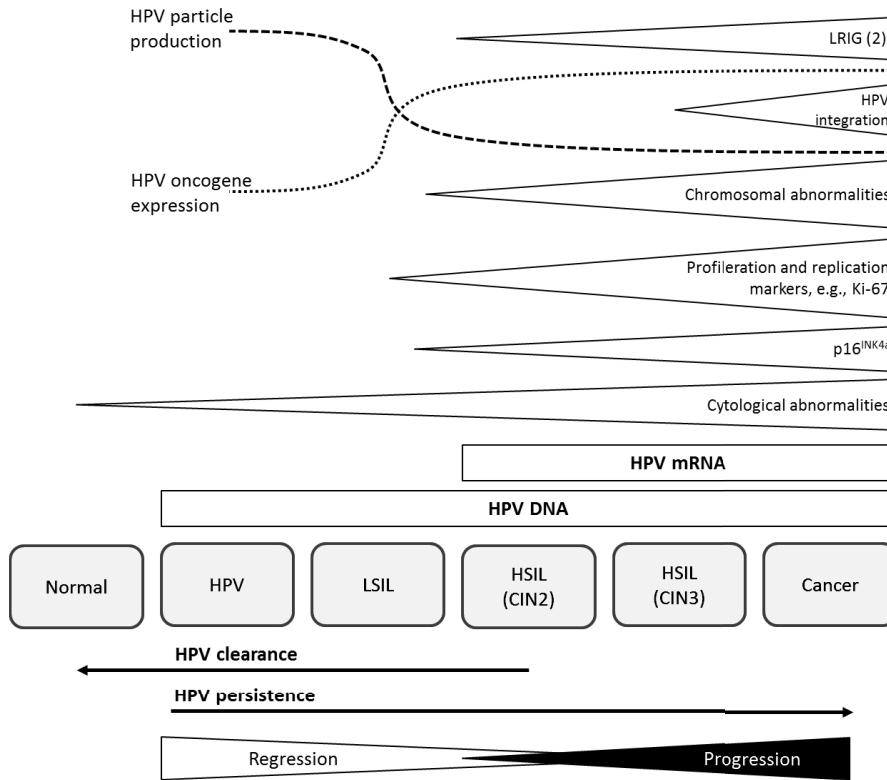 HPV particle
production
LRIG (2)
HPV
integration
HPV oncogene
expression
Chromosomal abnormalities
Profileration and replication
markers, e.g., Ki-67
p16INK4a
Cytological abnormalities
HPV mRNA
HPV DNA
Normal
HPV
LSIL
HSIL
(CIN2)
HSIL
(CIN3)
Cancer
HPV clearance
HPV persistence
Regression
Progression